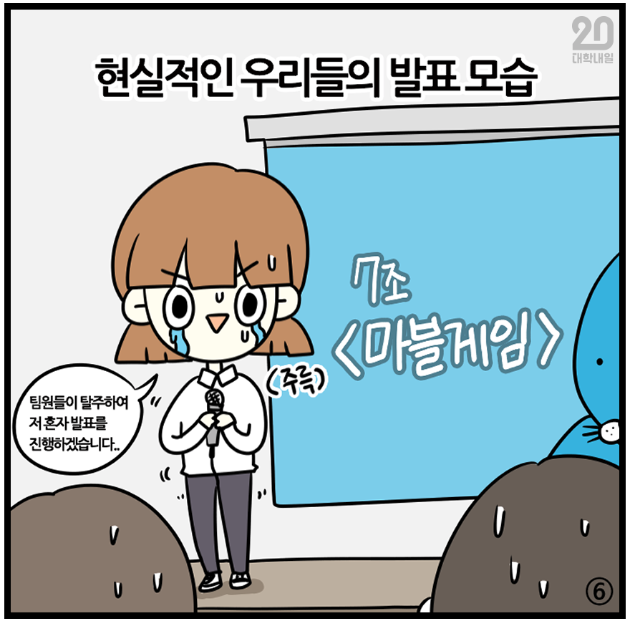 20
대학내일
현실적인 우리들의 발표 모습
7조
<마블게임>
(주륵)
팀원들이 탈주하여
저 혼자 발표를
진행하겠습니다..
⑥